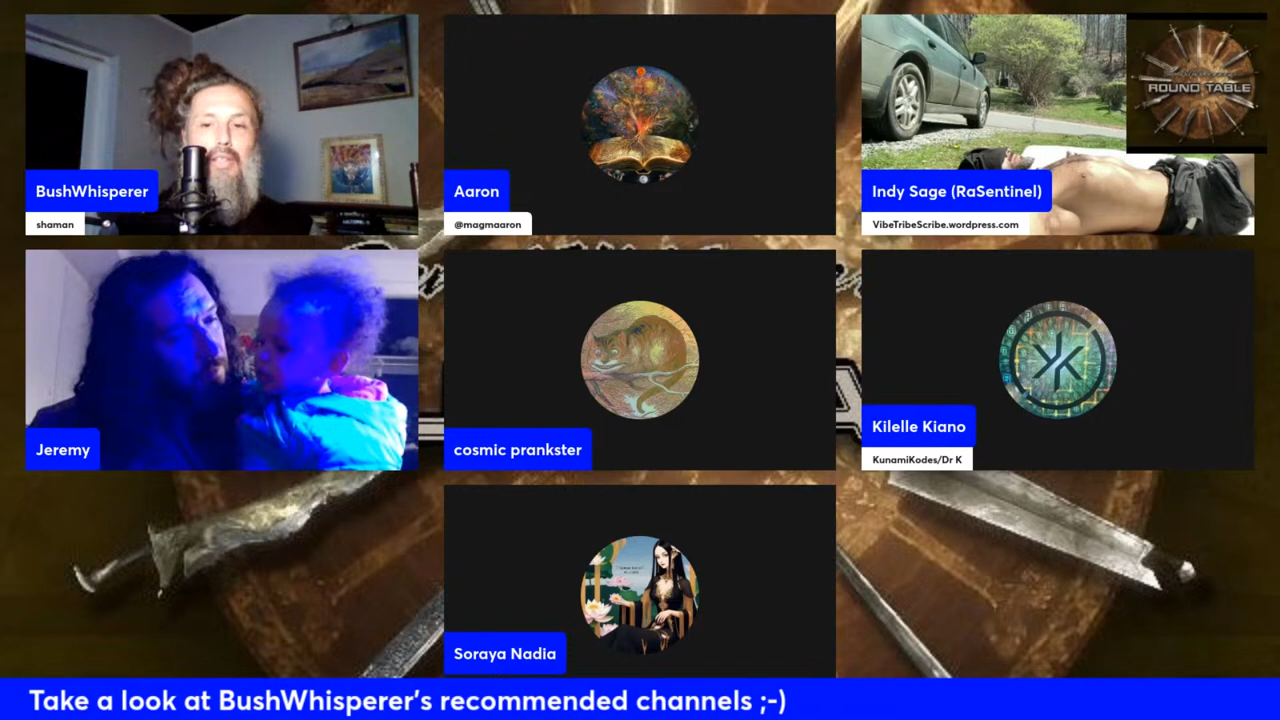 BushWhisperer
shaman
Aaron
@magmaaron
Indy Sage (RaSentinel)
VibeTribeScribe.wordpress.com
ROUND TABLE
Jeremy
cosmic prankster
Kilelle Kiano
KunamiKodes/Dr K
Soraya Nadia
Take a look at BushWhisperer's recommended channels ;-)